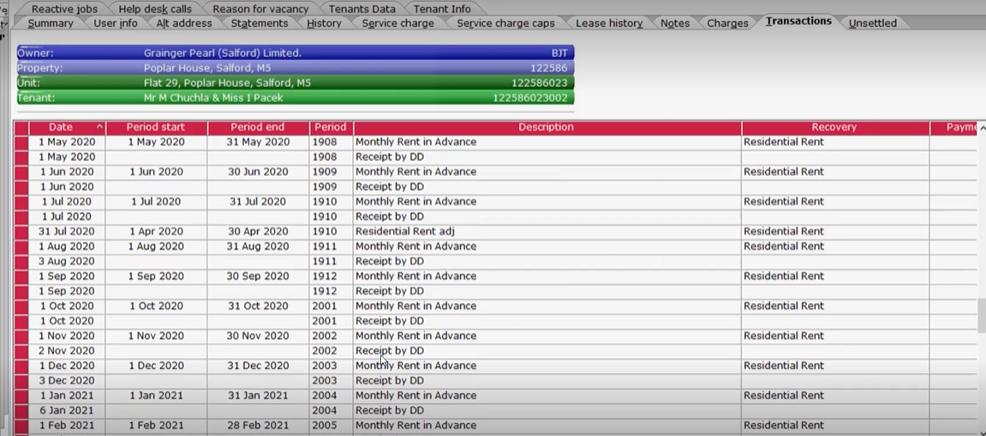 Reactive jobs Help desk calls Reason for vacancy Tenants Data Tenant Info
Summary User info Alt address Statements History Service charge Service charge caps Lease history Notes Charges Transactions Unsettled
Owner: Grainger Pearl (Salford) Limited. BJT
Property: Poplar House, Salford, M5 122586
Unit: Flat 29, Poplar House, Salford, M5 122586023
Tenant: Mr M Chuchla & Miss I Pacek 122586023002
Date ^ Period start Period end Period Description Recovery Payme
1 May 2020 1 May 2020 31 May 2020 1908 Monthly Rent in Advance Residential Rent
1 May 2020 1908 Receipt by DD
1 Jun 2020 1 Jun 2020 30 Jun 2020 1909 Monthly Rent in Advance Residential Rent
1 Jun 2020 1909 Receipt by DD
1 Jul 2020 1 Jul 2020 31 Jul 2020 1910 Monthly Rent in Advance Residential Rent
1 Jul 2020 1910 Receipt by DD
31 Jul 2020 1 Apr 2020 30 Apr 2020 1910 Residential Rent adj Residential Rent
1 Aug 2020 1 Aug 2020 31 Aug 2020 1911 Monthly Rent in Advance Residential Rent
3 Aug 2020 1911 Receipt by DD
1 Sep 2020 1 Sep 2020 30 Sep 2020 1912 Monthly Rent in Advance Residential Rent
1 Sep 2020 1912 Receipt by DD
1 Oct 2020 1 Oct 2020 31 Oct 2020 2001 Monthly Rent in Advance Residential Rent
1 Oct 2020 2001 Receipt by DD
1 Nov 2020 1 Nov 2020 30 Nov 2020 2002 Monthly Rent in Advance Residential Rent
2 Nov 2020 2002 Receipt by DD
1 Dec 2020 1 Dec 2020 31 Dec 2020 2003 Monthly Rent in Advance Residential Rent
3 Dec 2020 2003 Receipt by DD
1 Jan 2021 1 Jan 2021 31 Jan 2021 2004 Monthly Rent in Advance Residential Rent
6 Jan 2021 2004 Receipt by DD
1 Feb 2021 1 Feb 2021 28 Feb 2021 2005 Monthly Rent in Advance Residential Rent